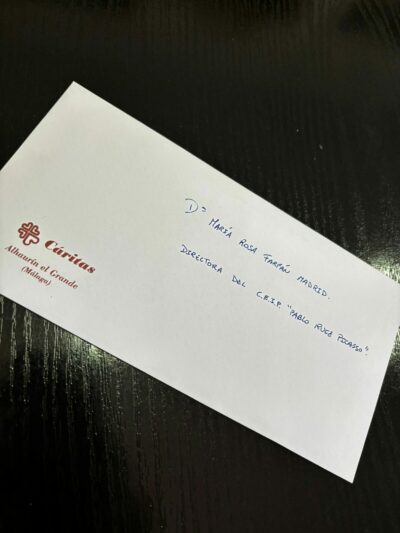 Dª MARÍA ROSA FARFÁN MADRID.
DIRECTORA DEL C.E.I.P. "PABLO RUIZ PICASSO".
Cáritas
Alhaurín el Grande
(Málaga)